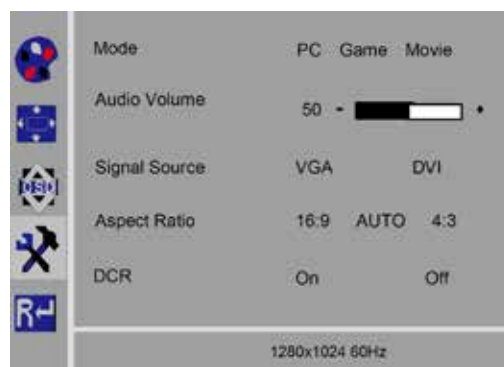 Mode PC Game Movie
Audio Volume 50 - +
Signal Source VGA DVI
OSD
Aspect Ratio 16:9 AUTO 4:3
DCR On Off
R
1280x1024 60Hz